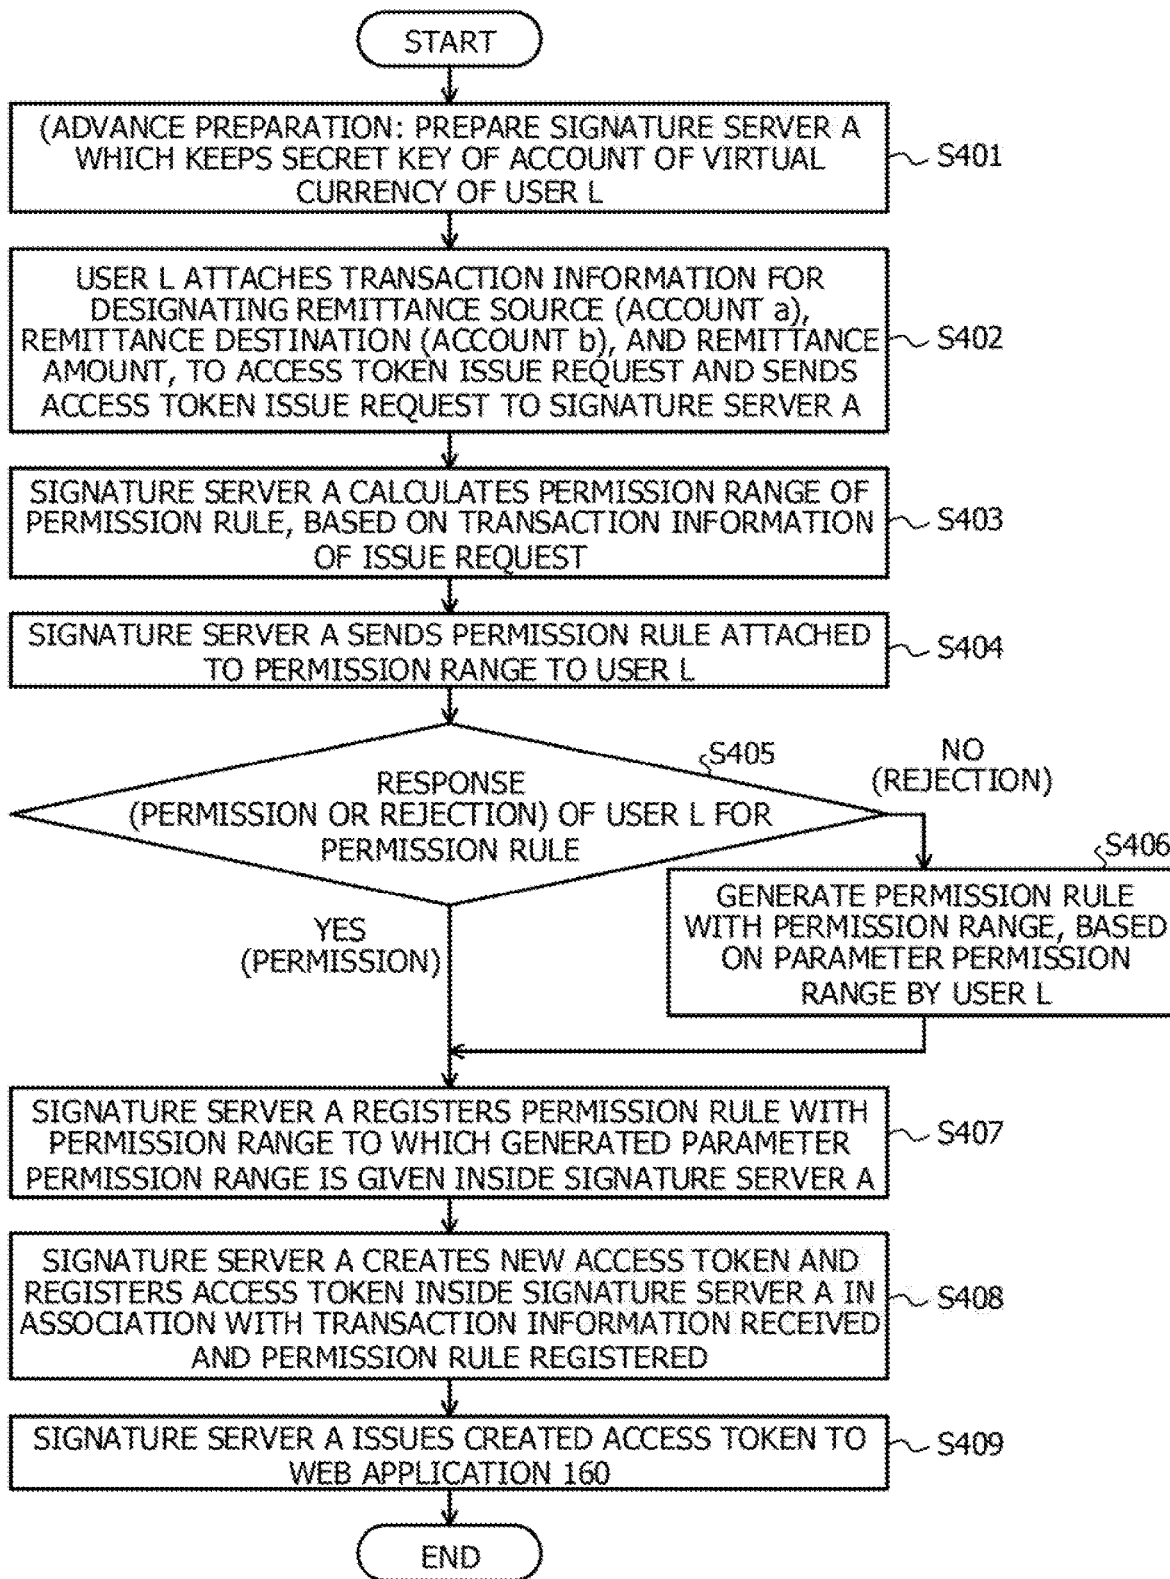 START
(ADVANCE PREPARATION: PREPARE SIGNATURE SERVER A
WHICH KEEPS SECRET KEY OF ACCOUNT OF VIRTUAL
CURRENCY OF USER L
S401
USER L ATTACHES TRANSACTION INFORMATION FOR
DESIGNATING REMITTANCE SOURCE (ACCOUNT a),
REMITTANCE DESTINATION (ACCOUNT b), AND REMITTANCE
AMOUNT, TO ACCESS TOKEN ISSUE REQUEST AND SENDS
ACCESS TOKEN ISSUE REQUEST TO SIGNATURE SERVER A
S402
SIGNATURE SERVER A CALCULATES PERMISSION RANGE OF
PERMISSION RULE, BASED ON TRANSACTION INFORMATION
OF ISSUE REQUEST
S403
SIGNATURE SERVER A SENDS PERMISSION RULE ATTACHED
TO PERMISSION RANGE TO USER L
S404
S405
RESPONSE
(PERMISSION OR REJECTION) OF USER L FOR
PERMISSION RULE
NO
(REJECTION)
S406
GENERATE PERMISSION RULE
WITH PERMISSION RANGE, BASED
ON PARAMETER PERMISSION
RANGE BY USER L
YES
(PERMISSION)
SIGNATURE SERVER A REGISTERS PERMISSION RULE WITH
PERMISSION RANGE TO WHICH GENERATED PARAMETER
PERMISSION RANGE IS GIVEN INSIDE SIGNATURE SERVER A
S407
SIGNATURE SERVER A CREATES NEW ACCESS TOKEN AND
REGISTERS ACCESS TOKEN INSIDE SIGNATURE SERVER A IN
ASSOCIATION WITH TRANSACTION INFORMATION RECEIVED
AND PERMISSION RULE REGISTERED
S408
SIGNATURE SERVER A ISSUES CREATED ACCESS TOKEN TO
WEB APPLICATION 160
S409
END